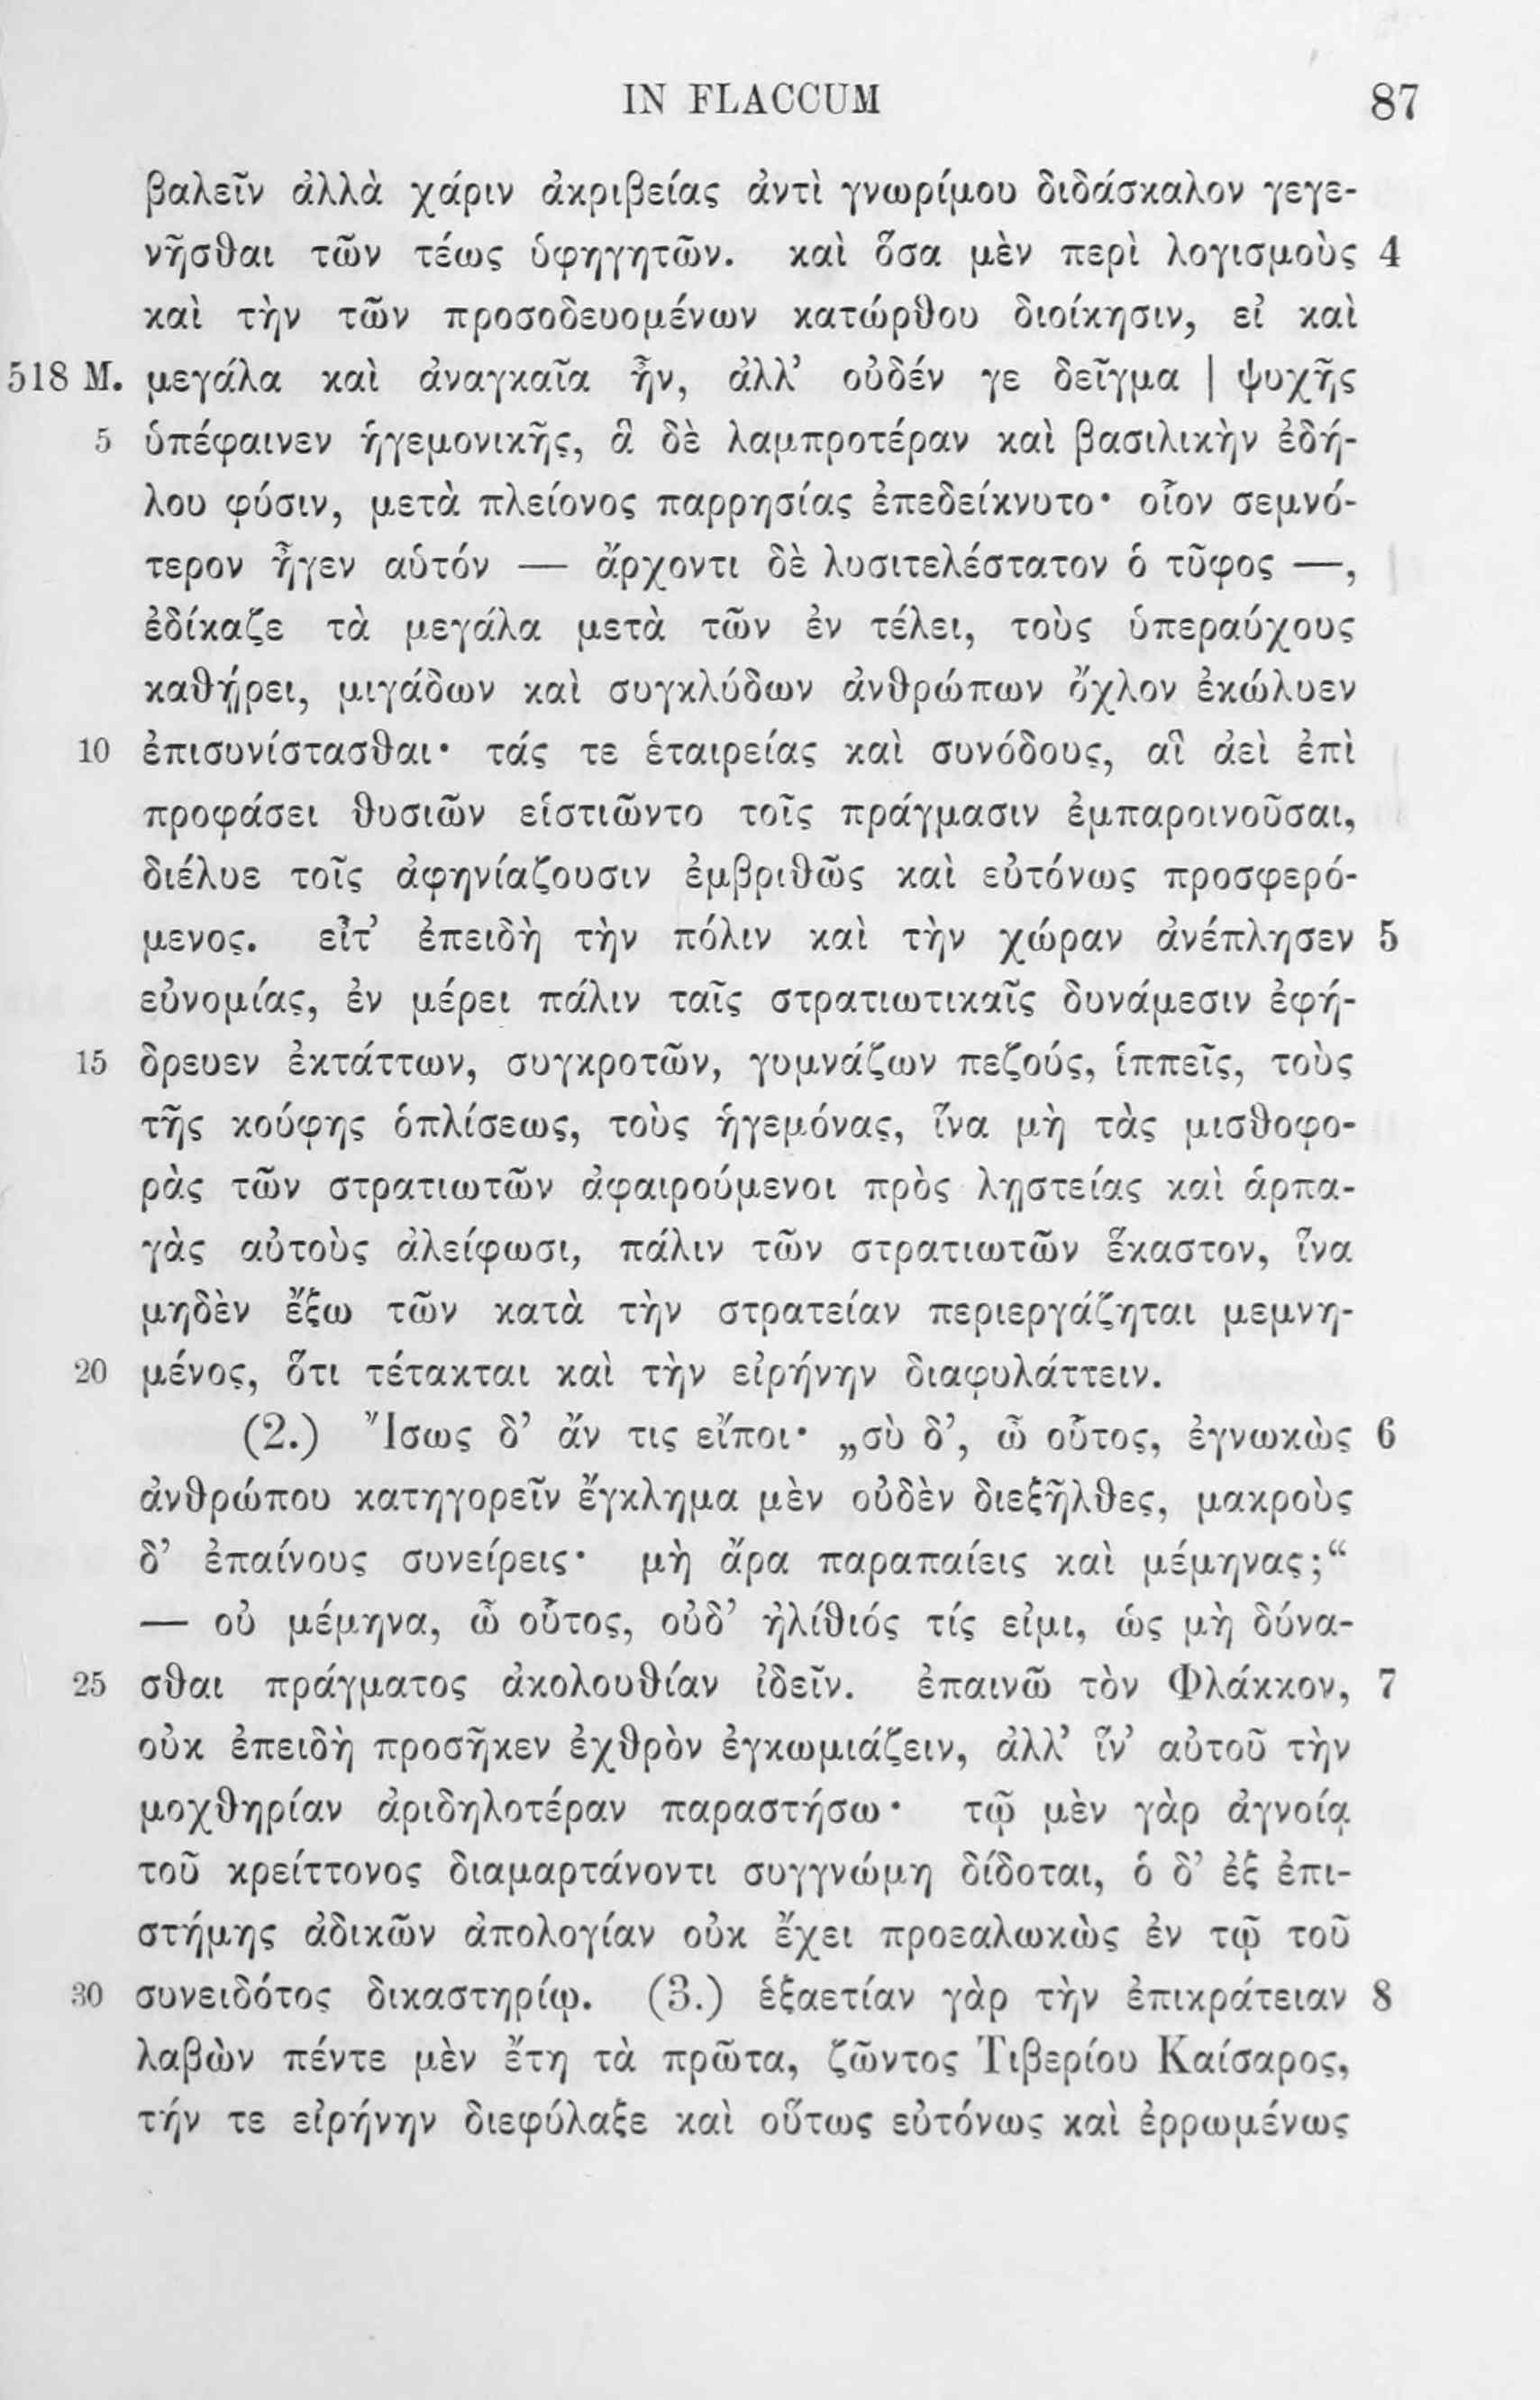 IN FLACCUM 87
βαλεῖν ἀλλὰ χάριν ἀκριβείας ἀντὶ γνωρίμου διδάσκαλον γεγε-
νῆσθαι τῶν τέως ὑφηγητῶν. καὶ ὅσα μὲν περὶ λογισμοὺς 4
καὶ τὴν τῶν προσοδευομένων κατώρθου διοίκησιν, εἰ καὶ
518 M. μεγάλα καὶ ἀναγκαῖα ἦν, ἀλλ’ οὐδέν γε δεῖγμα | ψυχῆς
5 ὑπέφαινεν ἡγεμονικῆς, ἃ δὲ λαμπροτέραν καὶ βασιλικὴν ἐδή-
λου φύσιν, μετὰ πλείονος παρρησίας ἐπεδείκνυτο· οἷον σεμνό-
τερον ἦγεν αὑτόν — ἄρχοντι δὲ λυσιτελέστατον ὁ τῦφος —,
ἐδίκαζε τὰ μεγάλα μετὰ τῶν ἐν τέλει, τοὺς ὑπεραύχους
καθῄρει, μιγάδων καὶ συγκλύδων ἀνθρώπων ὄχλον ἐκώλυεν
10 ἐπισυνίστασθαι· τάς τε ἑταιρείας καὶ συνόδους, αἳ ἀεὶ ἐπὶ
προφάσει θυσιῶν εἱστιῶντο τοῖς πράγμασιν ἐμπαροινοῦσαι,
διέλυε τοῖς ἀφηνιάζουσιν ἐμβριθῶς καὶ εὐτόνως προσφερό-
μενος. εἶτ’ ἐπειδὴ τὴν πόλιν καὶ τὴν χώραν ἀνέπλησεν 5
εὐνομίας, ἐν μέρει πάλιν ταῖς στρατιωτικαῖς δυνάμεσιν ἐφή-
15 δρευεν ἐκτάττων, συγκροτῶν, γυμνάζων πεζούς, ἱππεῖς, τοὺς
τῆς κούφης ὁπλίσεως, τοὺς ἡγεμόνας, ἵνα μὴ τὰς μισθοφο-
ρὰς τῶν στρατιωτῶν ἀφαιρούμενοι πρὸς λῃστείας καὶ ἁρπα-
γὰς αὐτοὺς ἀλείφωσι, πάλιν τῶν στρατιωτῶν ἕκαστον, ἵνα
μηδὲν ἔξω τῶν κατὰ τὴν στρατείαν περιεργάζηται μεμνη-
20 μένος, ὅτι τέτακται καὶ τὴν εἰρήνην διαφυλάττειν.
(2.) Ἴσως δ’ ἄν τις εἴποι· „σὺ δ’, ὦ οὗτος, ἐγνωκὼς 6
ἀνθρώπου κατηγορεῖν ἔγκλημα μὲν οὐδὲν διεξῆλθες, μακροὺς
δ’ ἐπαίνους συνείρεις· μὴ ἄρα παραπαίεις καὶ μέμηνας;“
— οὐ μέμηνα, ὦ οὗτος, οὐδ’ ἠλίθιός τίς εἰμι, ὡς μὴ δύνα-
25 σθαι πράγματος ἀκολουθίαν ἰδεῖν. ἐπαινῶ τὸν Φλάκκον, 7
οὐκ ἐπειδὴ προσῆκεν ἐχθρὸν ἐγκωμιάζειν, ἀλλ’ ἵν’ αὐτοῦ τὴν
μοχθηρίαν ἀριδηλοτέραν παραστήσω· τῷ μὲν γὰρ ἀγνοίᾳ
τοῦ κρείττονος διαμαρτάνοντι συγγνώμη δίδοται, ὁ δ’ ἐξ ἐπι-
στήμης ἀδικῶν ἀπολογίαν οὐκ ἔχει προεαλωκὼς ἐν τῷ τοῦ
30 συνειδότος δικαστηρίῳ. (3.) ἑξαετίαν γὰρ τὴν ἐπικράτειαν 8
λαβὼν πέντε μὲν ἔτη τὰ πρῶτα, ζῶντος Τιβερίου Καίσαρος,
τήν τε εἰρήνην διεφύλαξε καὶ οὕτως εὐτόνως καὶ ἐρρωμένως